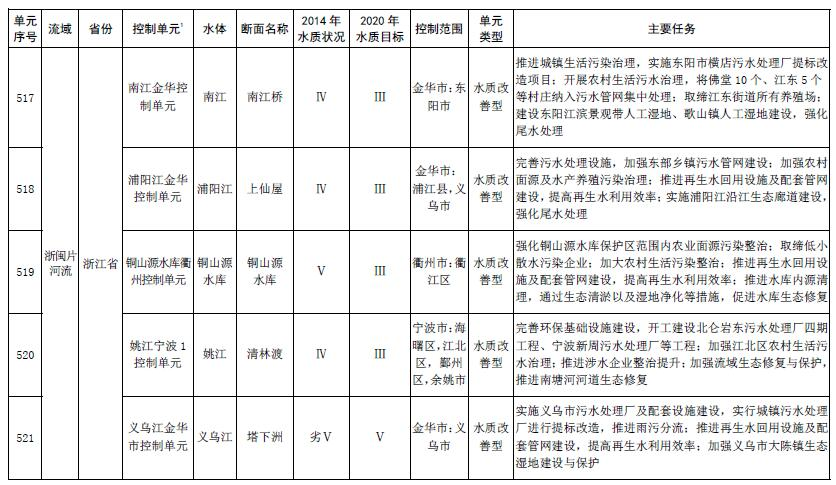 单元序号 流域 省份 控制单元¹ 水体 断面名称 2014年水质状况 2020年水质目标 控制范围 单元类型 主要任务
浙闽片河流 浙江省
517 南江金华控制单元 南江 南江桥 Ⅳ Ⅲ 金华市：东阳市 水质改善型
推进城镇生活污染治理，实施东阳市横店污水处理厂提标改
造项目；开展农村生活污水治理，将佛堂10个、江东5个
等村庄纳入污水管网集中处理；取缔江东街道所有养殖场；
建设东阳江滨景观带人工湿地、歌山镇人工湿地建设，强化
尾水处理
518 浦阳江金华控制单元 浦阳江 上仙屋 Ⅳ Ⅲ 金华市：浦江县，义乌市 水质改善型
完善污水处理设施，加强东部乡镇污水管网建设；加强农村
面源及水产养殖污染治理；推进再生水回用设施及配套管网
建设，提高再生水利用效率；实施浦阳江沿江生态廊道建设，
强化尾水处理
519 铜山源水库衢州控制单元 铜山源水库 铜山源水库 Ⅴ Ⅲ 衢州市：衢江区 水质改善型
强化铜山源水库保护区范围内农业面源污染整治；取缔低小
散水污染企业；加大农村生活污染整治；推进再生水回用设
施及配套管网建设，提高再生水利用效率；推进水库内源清
理，通过生态清淤以及湿地净化等措施，促进水库生态修复
520 姚江宁波1控制单元 姚江 清林渡 Ⅳ Ⅲ 宁波市：海曙区，江北区，鄞州区，余姚市 水质改善型
完善环保基础设施建设，开工建设北仑岩东污水处理厂四期
工程、宁波新周污水处理厂等工程；加强江北区农村生活污
水治理；推进涉水企业整治提升；加强流域生态修复与保护，
推进南塘河河道生态修复
521 义乌江金华市控制单元 义乌江 塔下洲 劣Ⅴ Ⅴ 金华市：义乌市 水质改善型
实施义乌市污水处理厂及配套设施建设，实行城镇污水处理
厂进行提标改造，推进雨污分流；推进再生水回用设施及配
套管网建设，提高再生水利用效率；加强义乌市大陈镇生态
湿地建设与保护